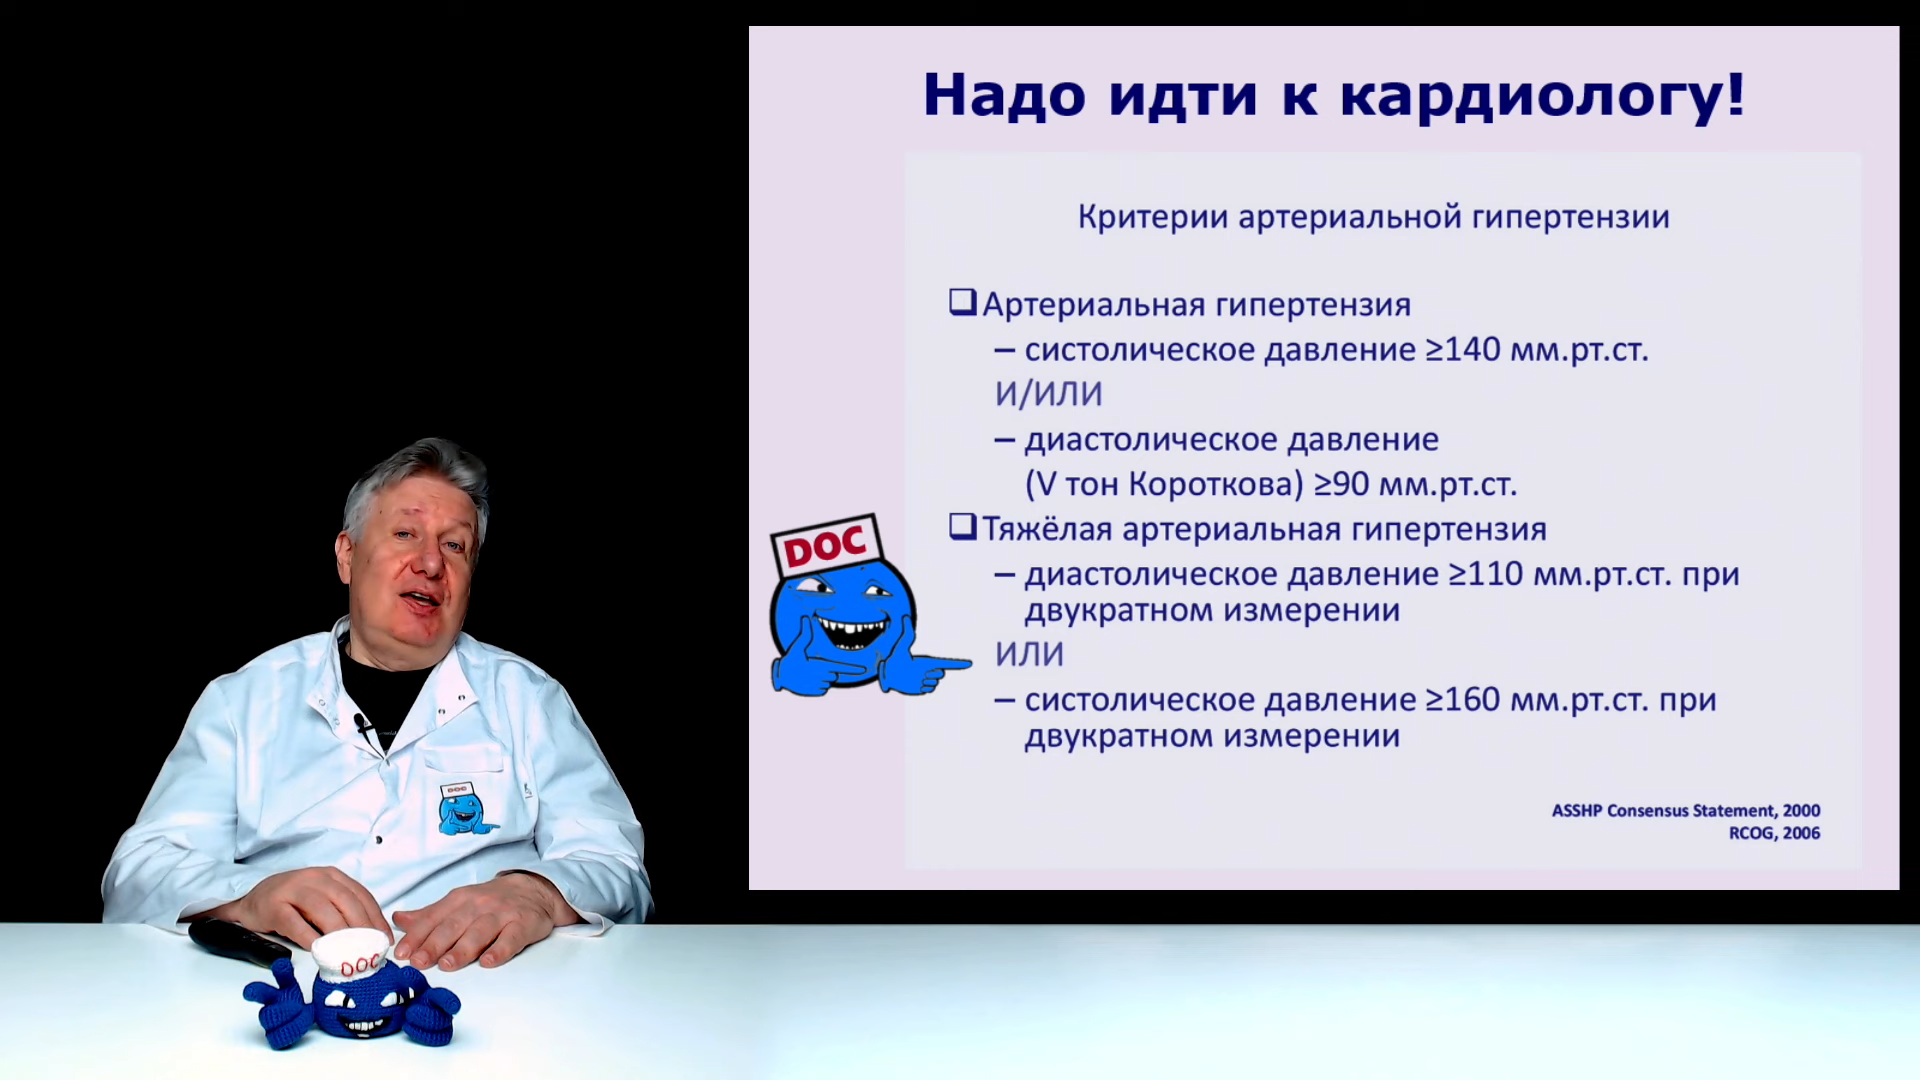 Надо идти к кардиологу!
Критерии артериальной гипертензии
❑ Артериальная гипертензия
– систолическое давление ≥140 мм.рт.ст.
И/ИЛИ
– диастолическое давление
(V тон Короткова) ≥90 мм.рт.ст.
❑ Тяжёлая артериальная гипертензия
– диастолическое давление ≥110 мм.рт.ст. при
двукратном измерении
ИЛИ
– систолическое давление ≥160 мм.рт.ст. при
двукратном измерении
ASSHP Consensus Statement, 2000
RCOG, 2006
DOC
DOC
DOC